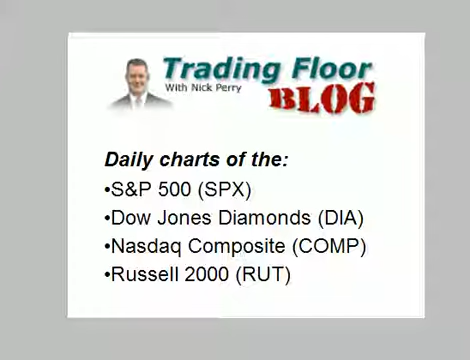 Trading Floor
With Nick Perry
BLOG
Daily charts of the:
•S&P 500 (SPX)
•Dow Jones Diamonds (DIA)
•Nasdaq Composite (COMP)
•Russell 2000 (RUT)